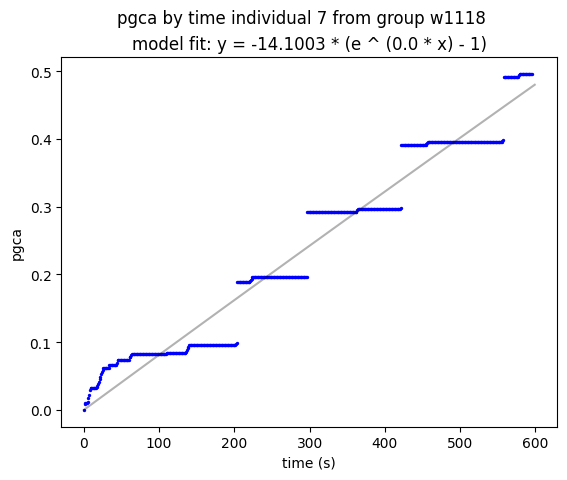 pgca by time individual 7 from group w1118
model fit: y = -14.1003 * (e ^ (0.0 * x) - 1)
0.5
0.4
0.3
0.2
0.1
0.0
pgca
0 100 200 300 400 500 600
time (s)